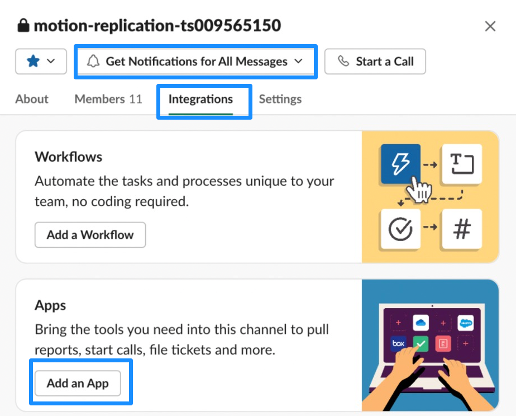 motion-replication-ts009565150
Get Notifications for All Messages
Start a Call
About Members 11 Integrations Settings
Workflows
Automate the tasks and processes unique to your
team, no coding required.
Add a Workflow
T
#
Apps
Bring the tools you need into this channel to pull
reports, start calls, file tickets and more.
box
Add an App